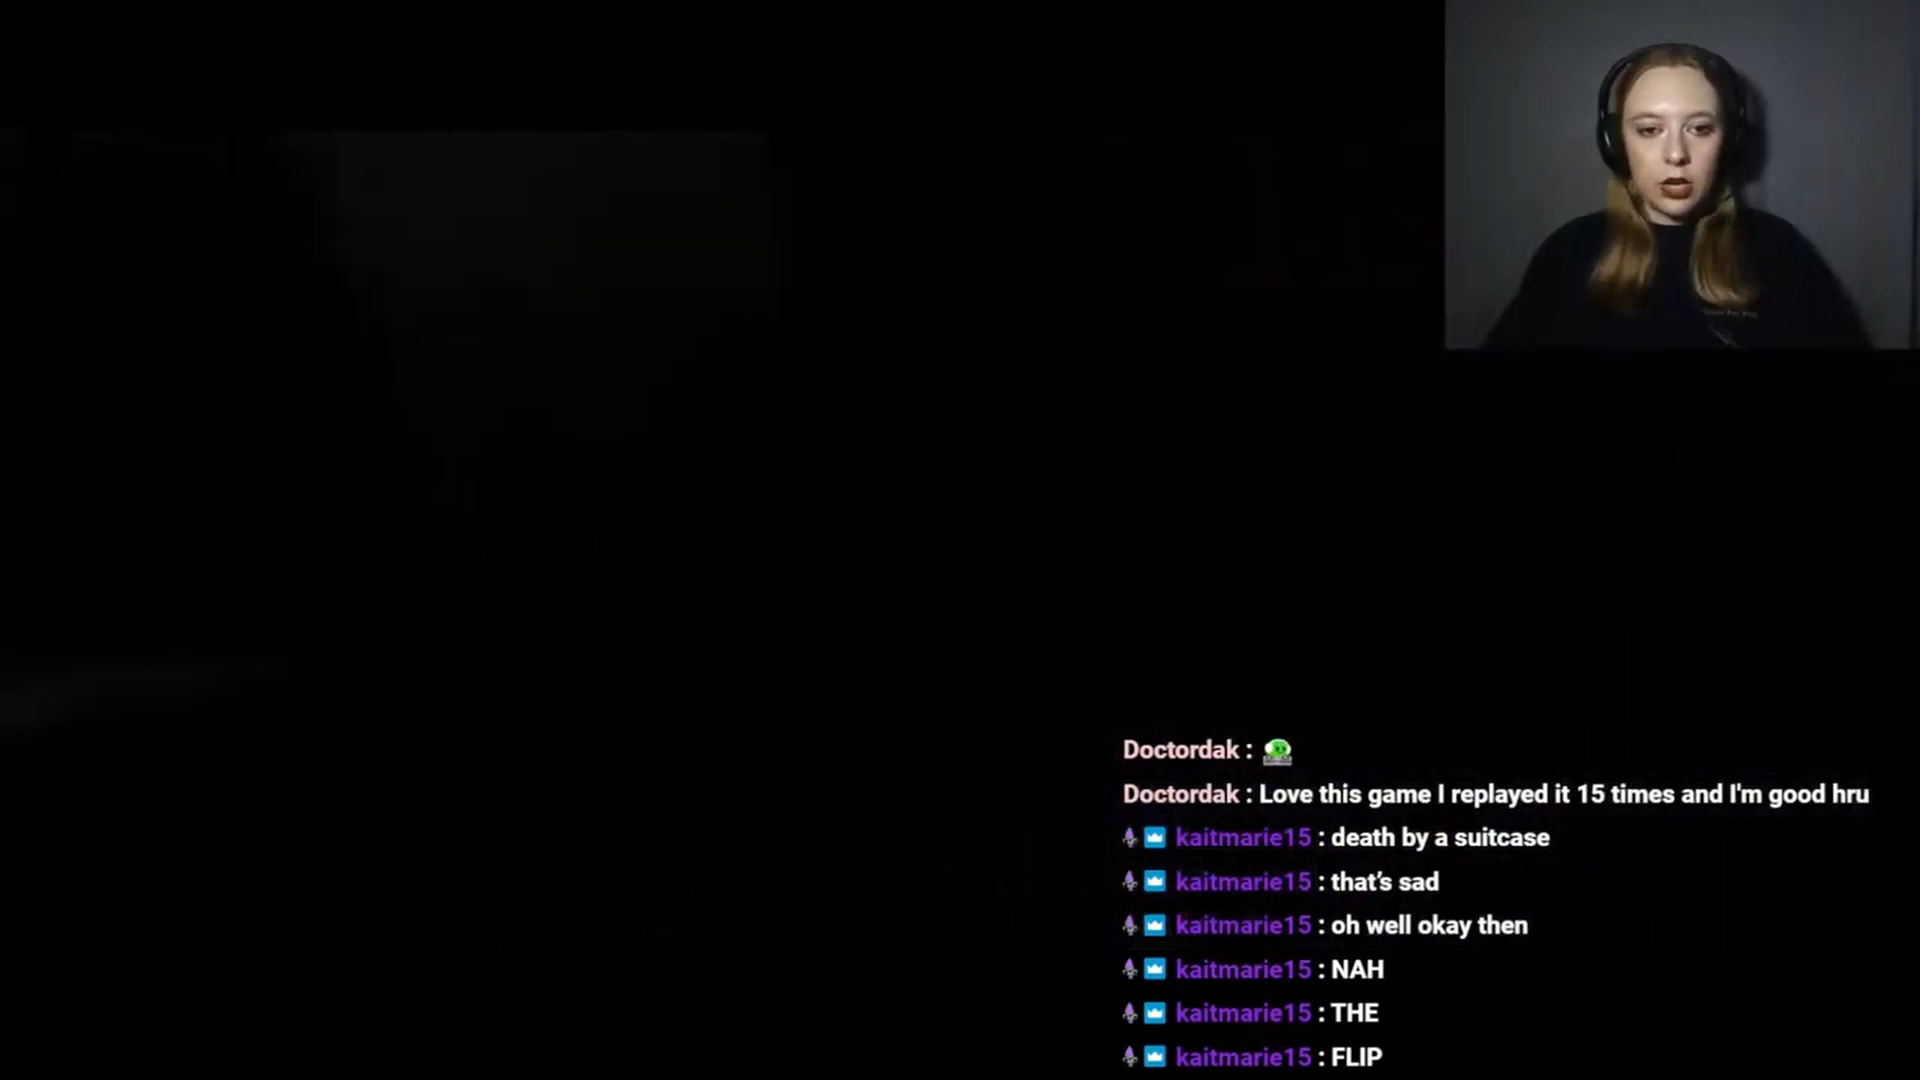 Doctordak :
Doctordak : Love this game I replayed it 15 times and I'm good hru
kaitmarie15 : death by a suitcase
kaitmarie15 : that's sad
kaitmarie15 : oh well okay then
kaitmarie15 : NAH
kaitmarie15 : THE
kaitmarie15 : FLIP